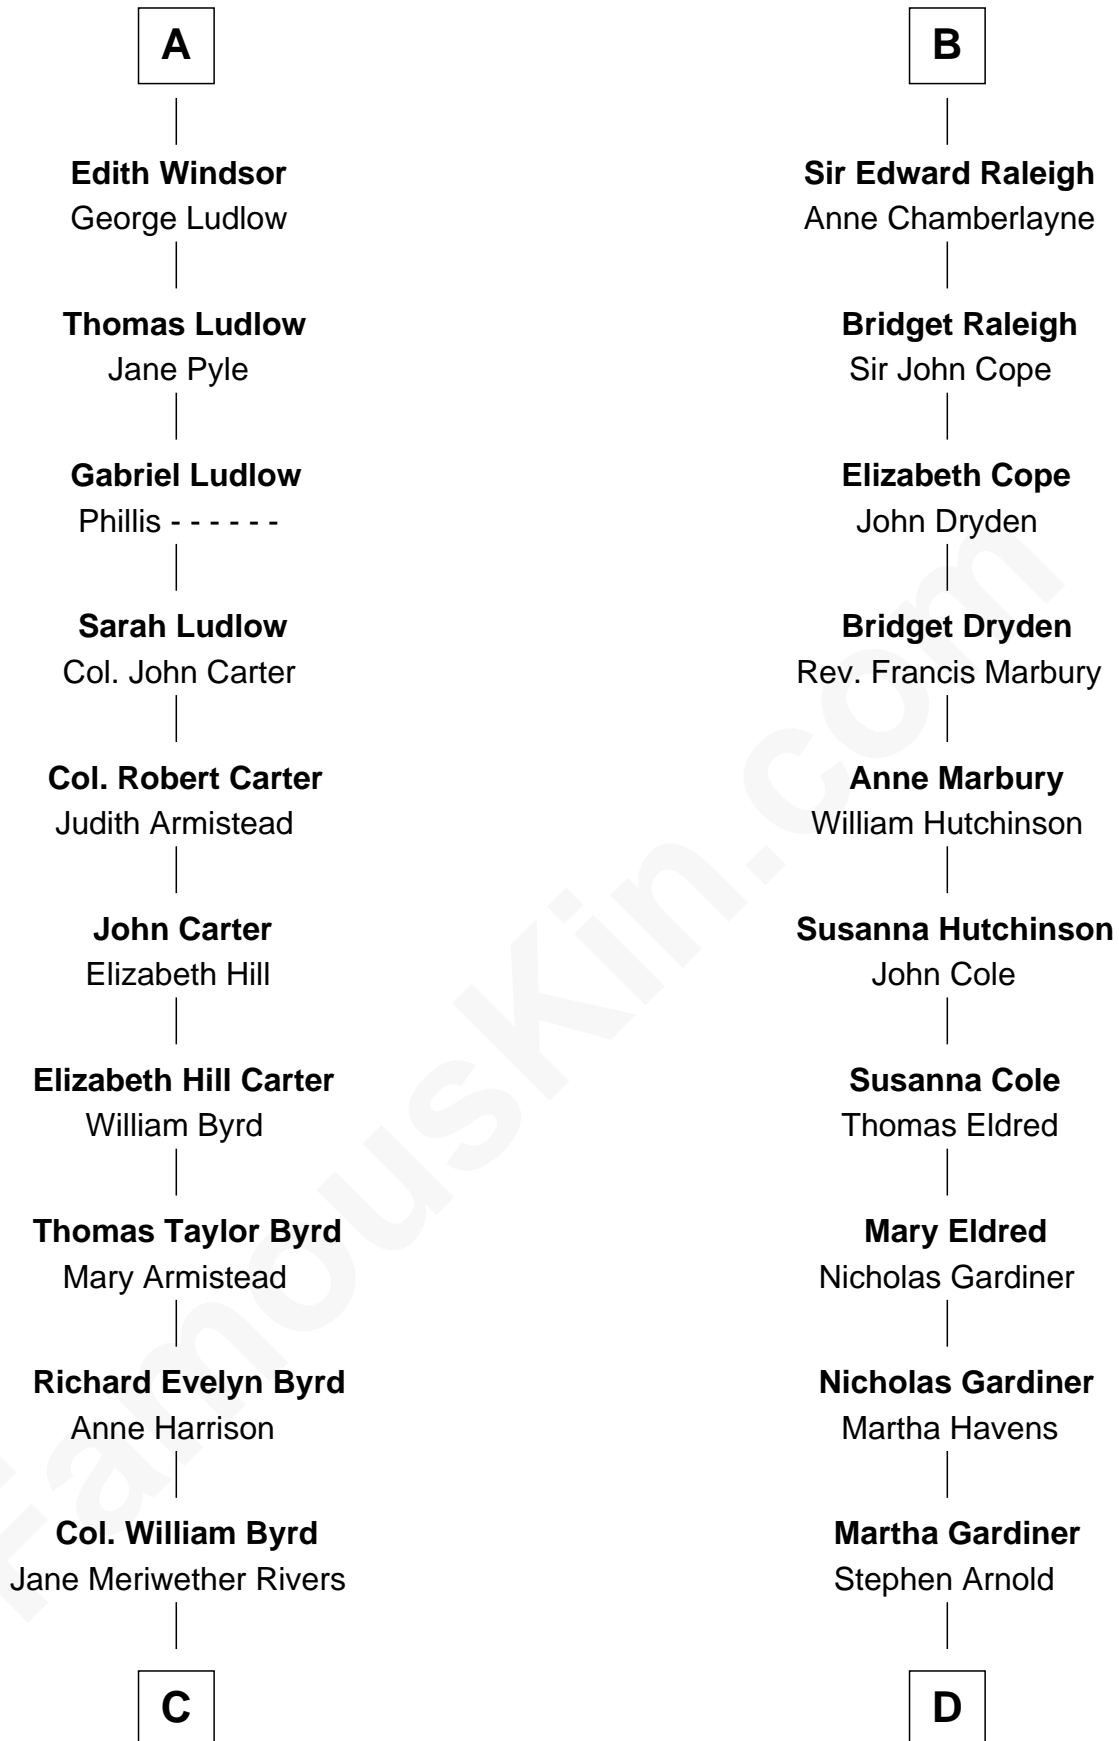 A
Edith Windsor
George Ludlow
Thomas Ludlow
Jane Pyle
Gabriel Ludlow
Phillis - - - - - -
Sarah Ludlow
Col. John Carter
Col. Robert Carter
Judith Armistead
John Carter
Elizabeth Hill
Elizabeth Hill Carter
William Byrd
Thomas Taylor Byrd
Mary Armistead
Richard Evelyn Byrd
Anne Harrison
Col. William Byrd
Jane Meriwether Rivers
C
B
Sir Edward Raleigh
Anne Chamberlayne
Bridget Raleigh
Sir John Cope
Elizabeth Cope
John Dryden
Bridget Dryden
Rev. Francis Marbury
Anne Marbury
William Hutchinson
Susanna Hutchinson
John Cole
Susanna Cole
Thomas Eldred
Mary Eldred
Nicholas Gardiner
Nicholas Gardiner
Martha Havens
Martha Gardiner
Stephen Arnold
D
FamousKin.com